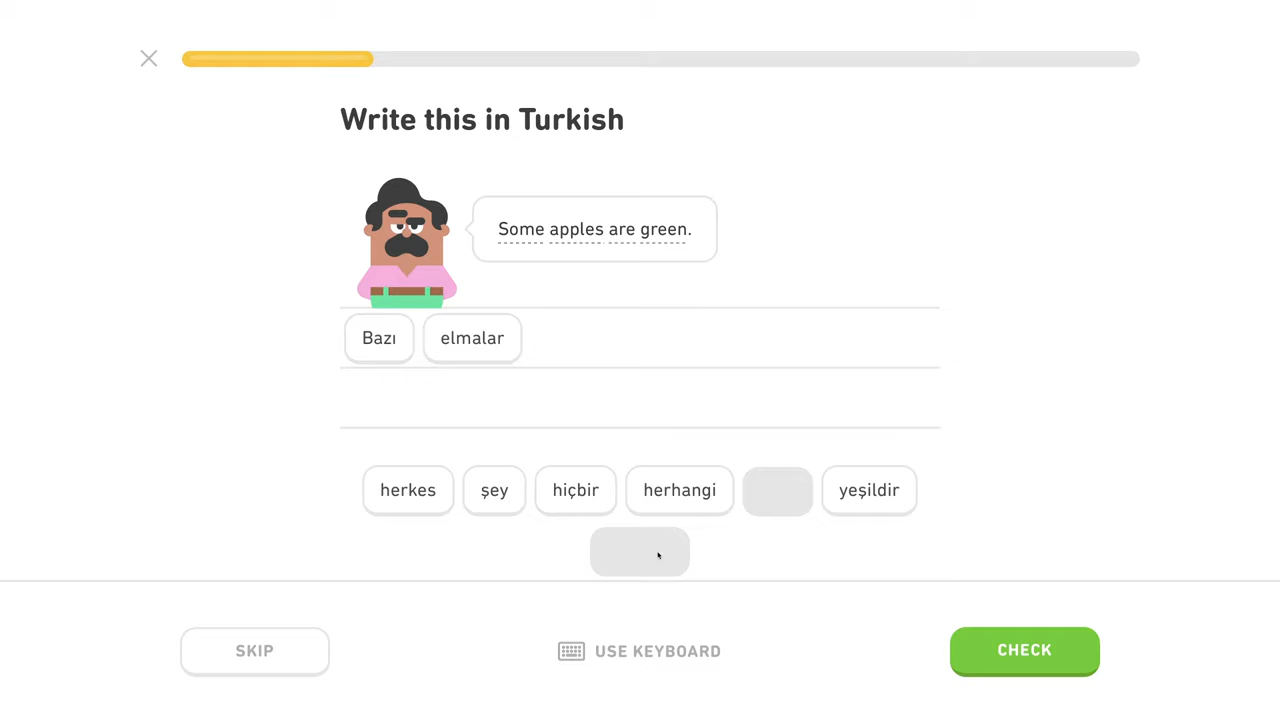 Write this in Turkish
Some apples are green.
Bazı elmalar
herkes şey hiçbir herhangi yeşildir
SKIP USE KEYBOARD CHECK